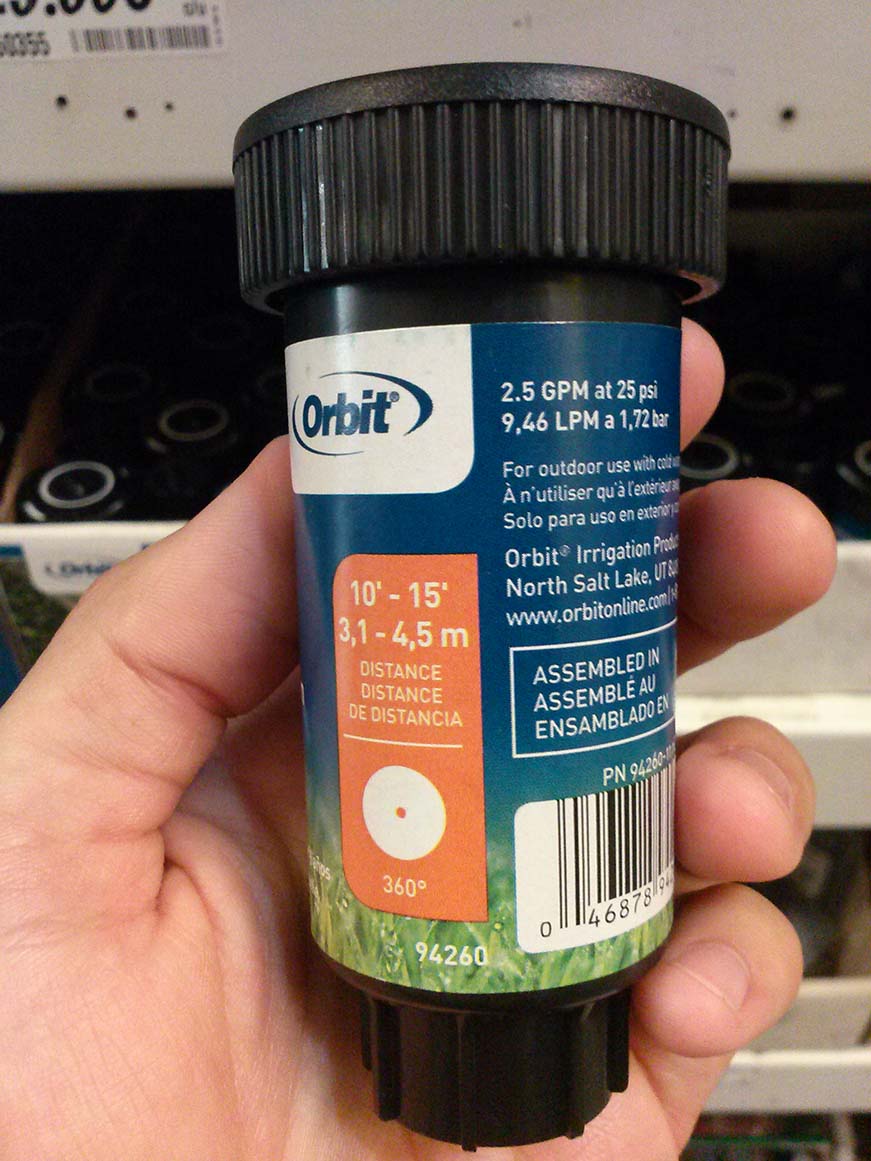 60355
Orbit®
2.5 GPM at 25 psi
9,46 LPM a 1,72 bar
For outdoor use with cold
À n'utiliser qu'à l'extérieur
Solo para uso en exterior y
Orbit® Irrigation
North Salt Lake, UT
www.orbitonline.com
10' - 15'
3,1 - 4,5 m
DISTANCE
DISTANCE
DE DISTANCIA
360°
94260
ASSEMBLED IN
ASSEMBLÉ AU
ENSAMBLADO EN
PN 94260
0 46878